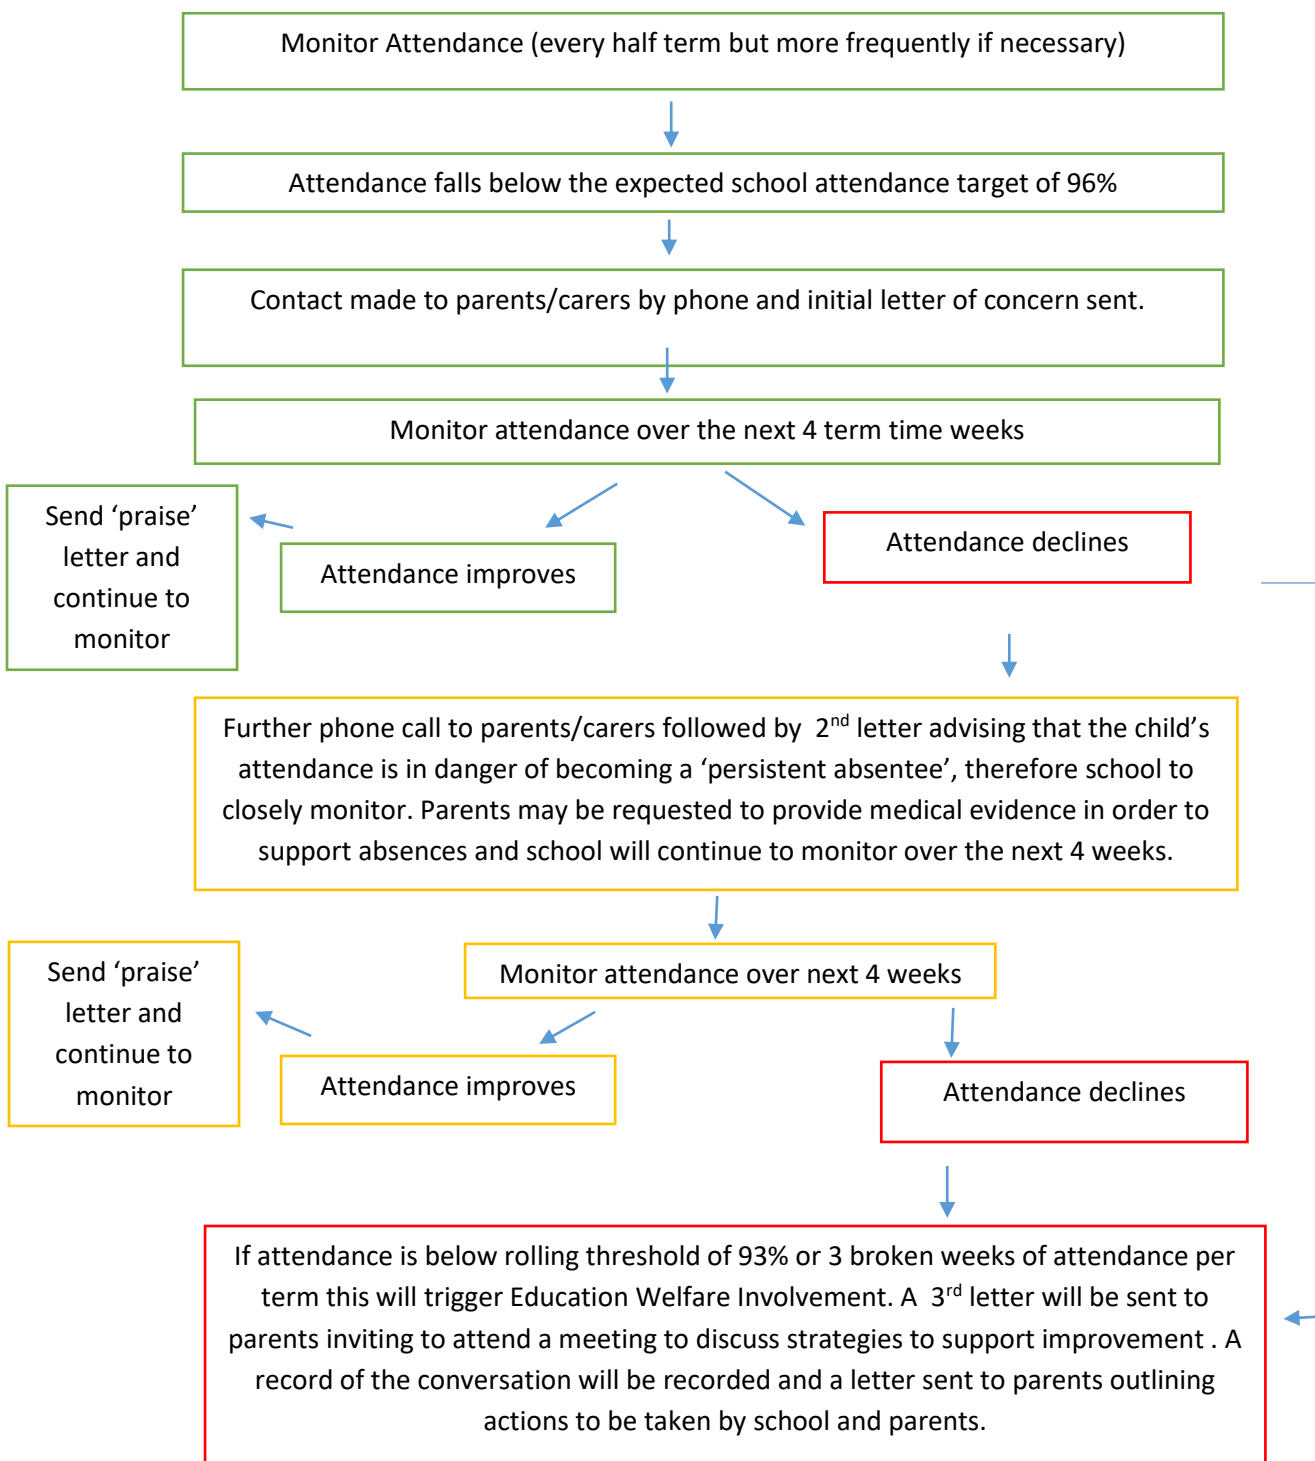 Monitor Attendance (every half term but more frequently if necessary)
Attendance falls below the expected school attendance target of 96%
Contact made to parents/carers by phone and initial letter of concern sent.
Monitor attendance over the next 4 term time weeks
Send ‘praise’
letter and
continue to
monitor
Attendance improves
Attendance declines
Further phone call to parents/carers followed by 2nd letter advising that the child’s
attendance is in danger of becoming a ‘persistent absentee’, therefore school to
closely monitor. Parents may be requested to provide medical evidence in order to
support absences and school will continue to monitor over the next 4 weeks.
Monitor attendance over next 4 weeks
Send ‘praise’
letter and
continue to
monitor
Attendance improves
Attendance declines
If attendance is below rolling threshold of 93% or 3 broken weeks of attendance per
term this will trigger Education Welfare Involvement. A 3rd letter will be sent to
parents inviting to attend a meeting to discuss strategies to support improvement . A
record of the conversation will be recorded and a letter sent to parents outlining
actions to be taken by school and parents.